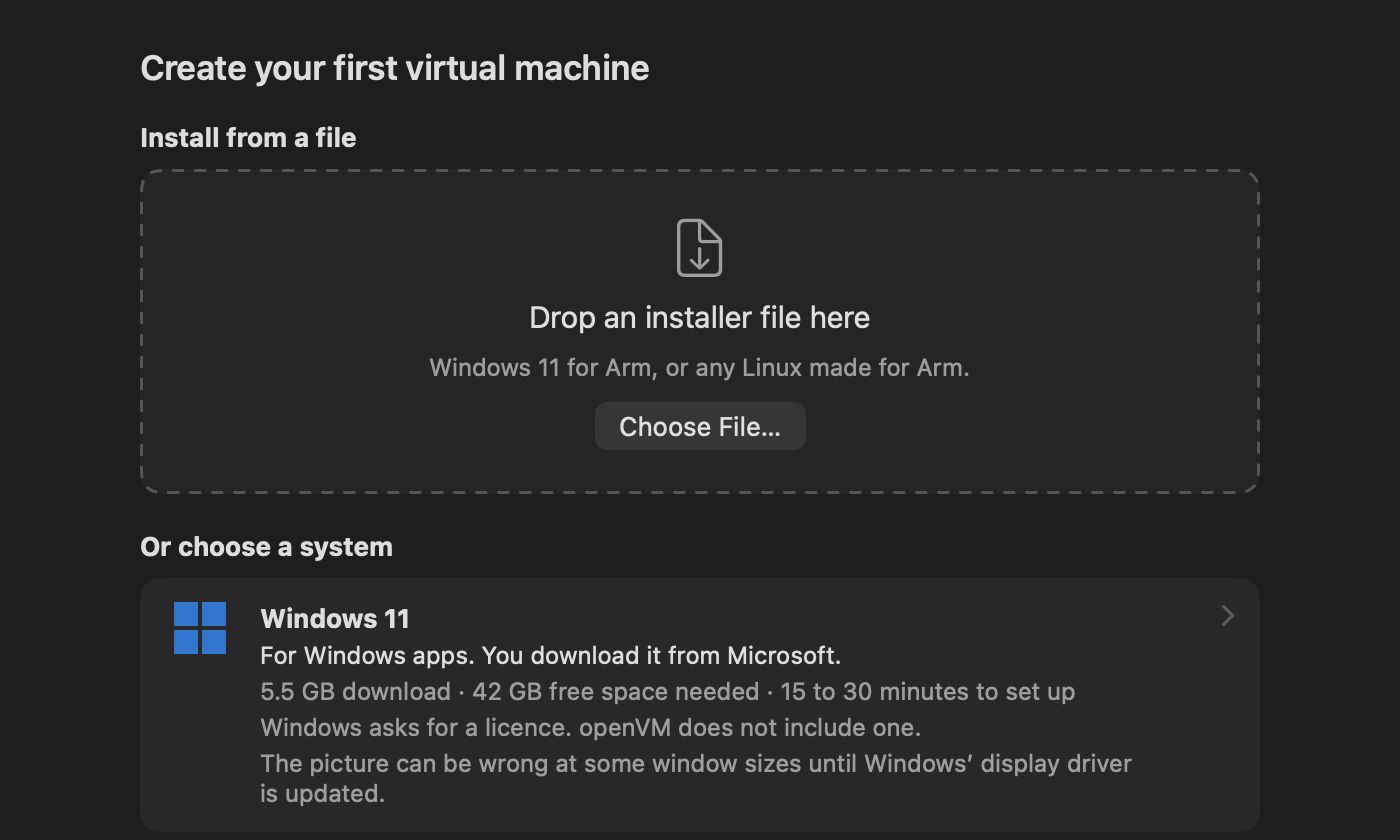 Create your first virtual machine
Install from a file
Drop an installer file here
Windows 11 for Arm, or any Linux made for Arm.
Choose File...
Or choose a system
Windows 11
For Windows apps. You download it from Microsoft.
5.5 GB download · 42 GB free space needed · 15 to 30 minutes to set up
Windows asks for a licence. openVM does not include one.
The picture can be wrong at some window sizes until Windows’ display driver
is updated.